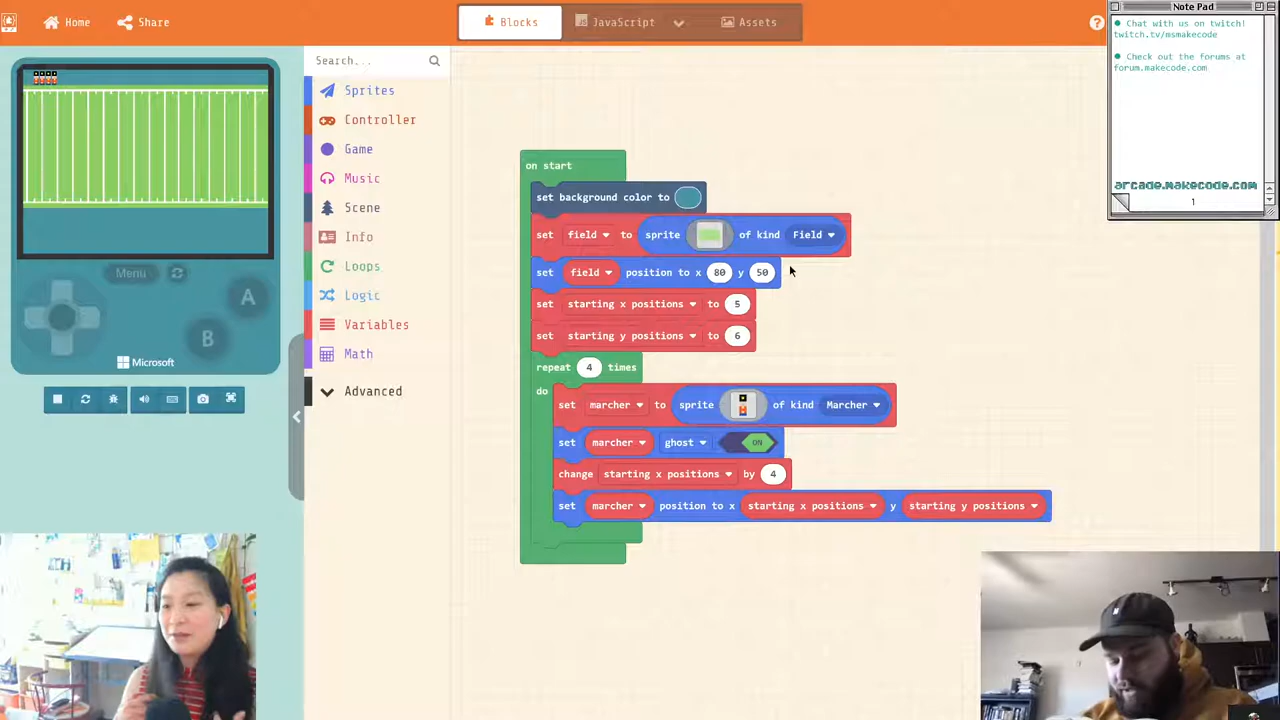 Home
Share
Blocks
JavaScript
Assets
?
Note Pad
Chat with us on twitch!
twitch.tv/msmakecode
Check out the forums at
forum.makecode.com
arcade.makecode.com
1
Menu
A
B
Microsoft
Search...
Sprites
Controller
Game
Music
Scene
Info
Loops
Logic
Variables
Math
Advanced
on start
set background color to
set field to sprite of kind Field
set field position to x 80 y 50
set starting x positions to 5
set starting y positions to 6
repeat 4 times
do
set marcher to sprite of kind Marcher
set marcher ghost ON
change starting x positions by 4
set marcher position to x starting x positions y starting y positions